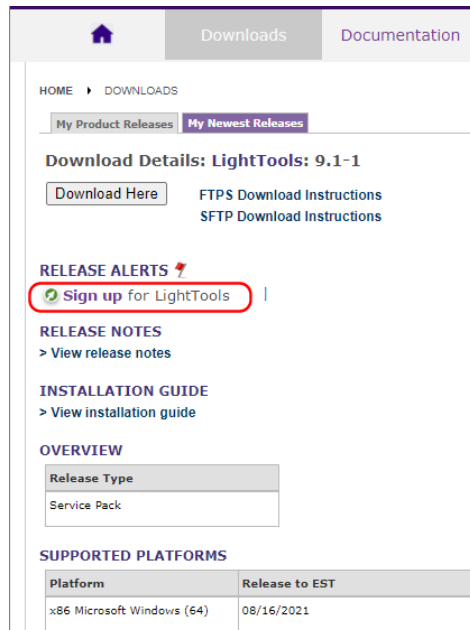 Downloads Documentation
HOME DOWNLOADS
My Product Releases My Newest Releases
Download Details: LightTools: 9.1-1
Download Here FTPS Download Instructions
SFTP Download Instructions
RELEASE ALERTS
Sign up for LightTools |
RELEASE NOTES
> View release notes
INSTALLATION GUIDE
> View installation guide
OVERVIEW
Release Type
Service Pack
SUPPORTED PLATFORMS
Platform Release to EST
x86 Microsoft Windows (64) 08/16/2021